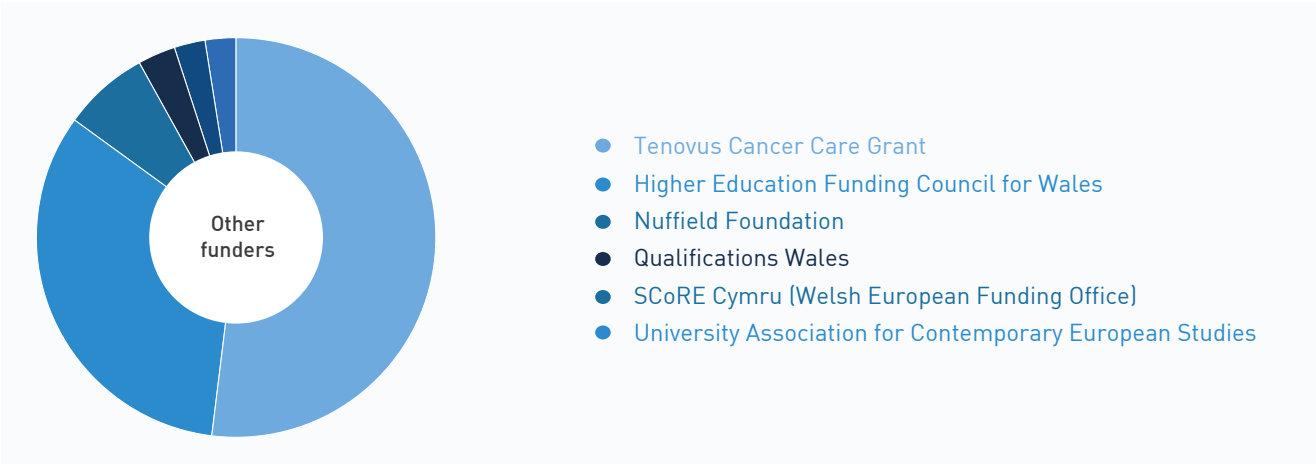 Other
funders
Tenovus Cancer Care Grant
Higher Education Funding Council for Wales
Nuffield Foundation
Qualifications Wales
SCoRE Cymru (Welsh European Funding Office)
University Association for Contemporary European Studies